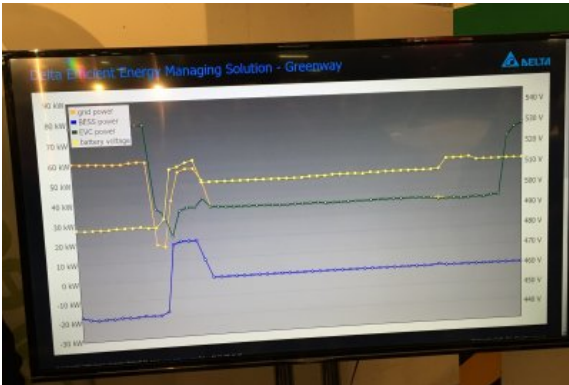 Delta Efficient Energy Managing Solution - Greenway
DELTA
grid power
BESS power
EVC power
battery voltage
80 kW
70 kW
60 kW
50 kW
40 kW
30 kW
20 kW
10 kW
0 kW
-10 kW
-20 kW
-30 kW
540 V
530 V
520 V
510 V
500 V
490 V
480 V
470 V
460 V
450 V
440 V